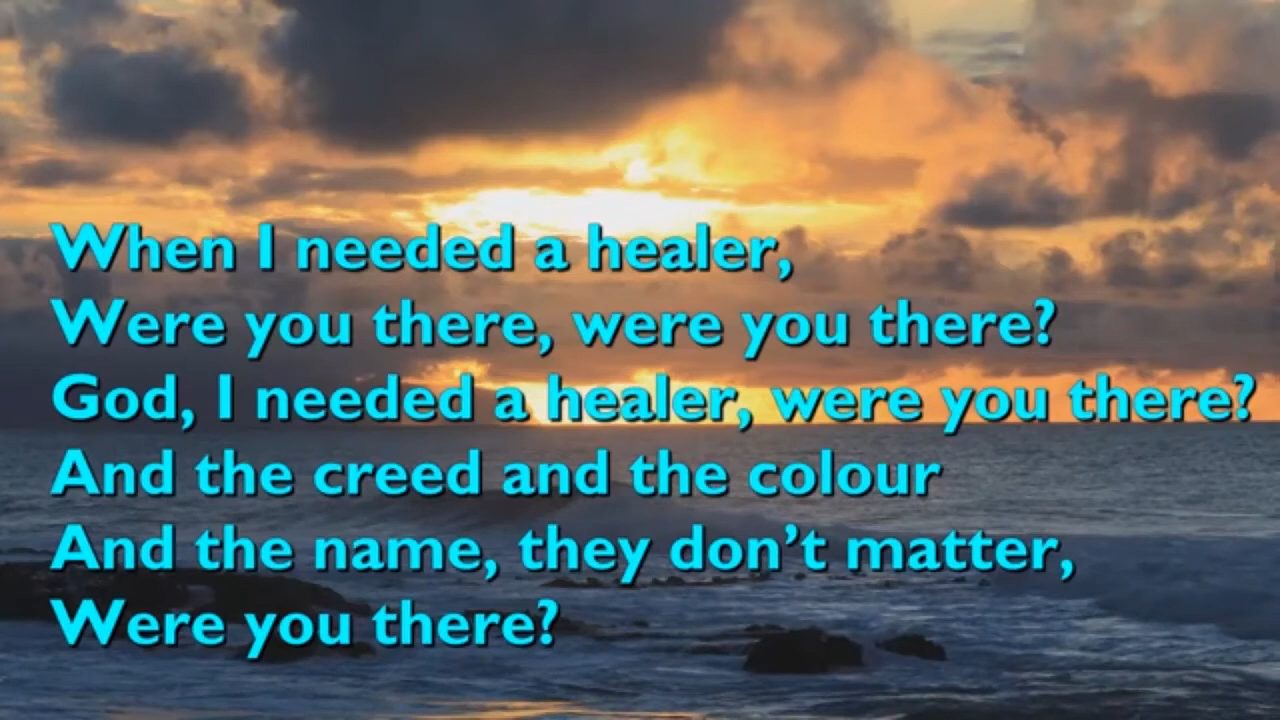 When I needed a healer,
Were you there, were you there?
God, I needed a healer, were you there?
And the creed and the colour
And the name, they don’t matter,
Were you there?